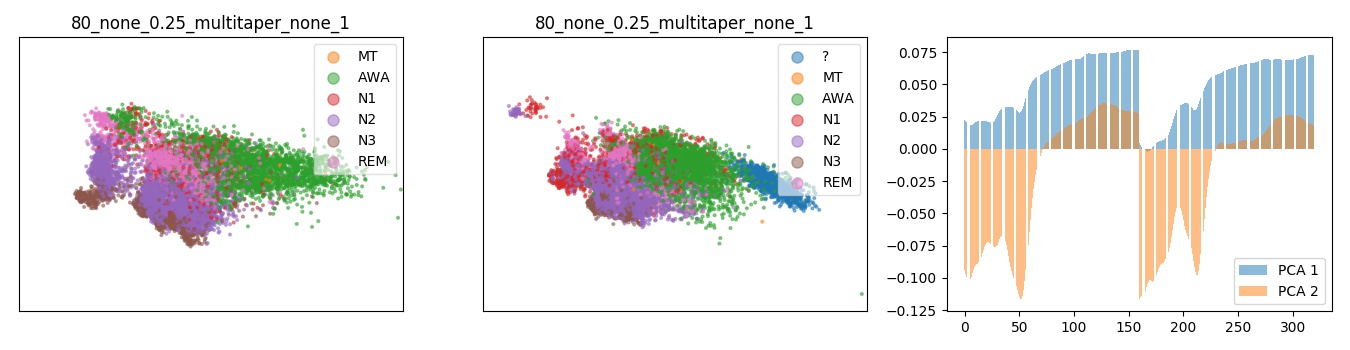 80_none_0.25_multitaper_none_1
MT
AWA
N1
N2
N3
REM
80_none_0.25_multitaper_none_1
?
MT
AWA
N1
N2
N3
REM
0.075
0.050
0.025
0.000
−0.025
−0.050
−0.075
−0.100
−0.125
PCA 1
PCA 2
0
50
100
150
200
250
300